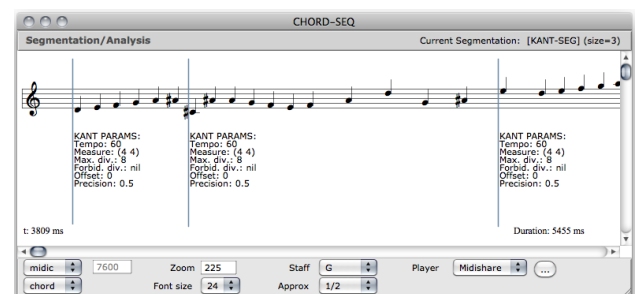 CHORD-SEQ
Segmentation/Analysis Current Segmentation: [KANT-SEG] (size=3)
KANT PARAMS: KANT PARAMS: KANT PARAMS:
Tempo: 60 Tempo: 60 Tempo: 60
Measure: (4 4) Measure: (4 4) Measure: (4 4)
Max. div.: 8 Max. div.: 8 Max. div.: 8
Forbid. div.: nil Forbid. div.: nil Forbid. div.: nil
Offset: 0 Offset: 0 Offset: 0
Precision: 0.5 Precision: 0.5 Precision: 0.5
t: 3809 ms Duration: 5455 ms
midic 7600 Zoom 225 Staff G Player Midishare ...
chord Font size 24 Approx 1/2